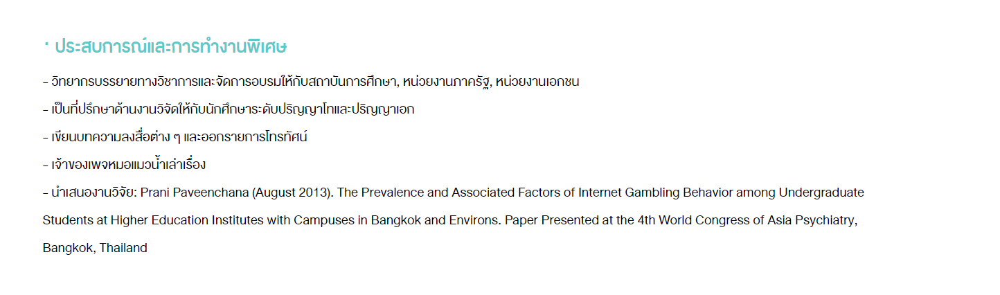 · ประสบการณ์และการทำงานพิเศษ
- วิทยากรบรรยายทางวิชาการและจัดการอบรมให้กับสถาบันการศึกษา, หน่วยงานภาครัฐ, หน่วยงานเอกชน
- เป็นที่ปรึกษาด้านงานวิจัดให้กับนักศึกษาระดับปริญญาโทและปริญญาเอก
- เขียนบทความลงสื่อต่าง ๆ และออกรายการโทรทัศน์
- เจ้าของเพจหมอแมวน้ำเล่าเรื่อง
- นำเสนองานวิจัย: Prani Paveenchana (August 2013). The Prevalence and Associated Factors of Internet Gambling Behavior among Undergraduate
Students at Higher Education Institutes with Campuses in Bangkok and Environs. Paper Presented at the 4th World Congress of Asia Psychiatry,
Bangkok, Thailand